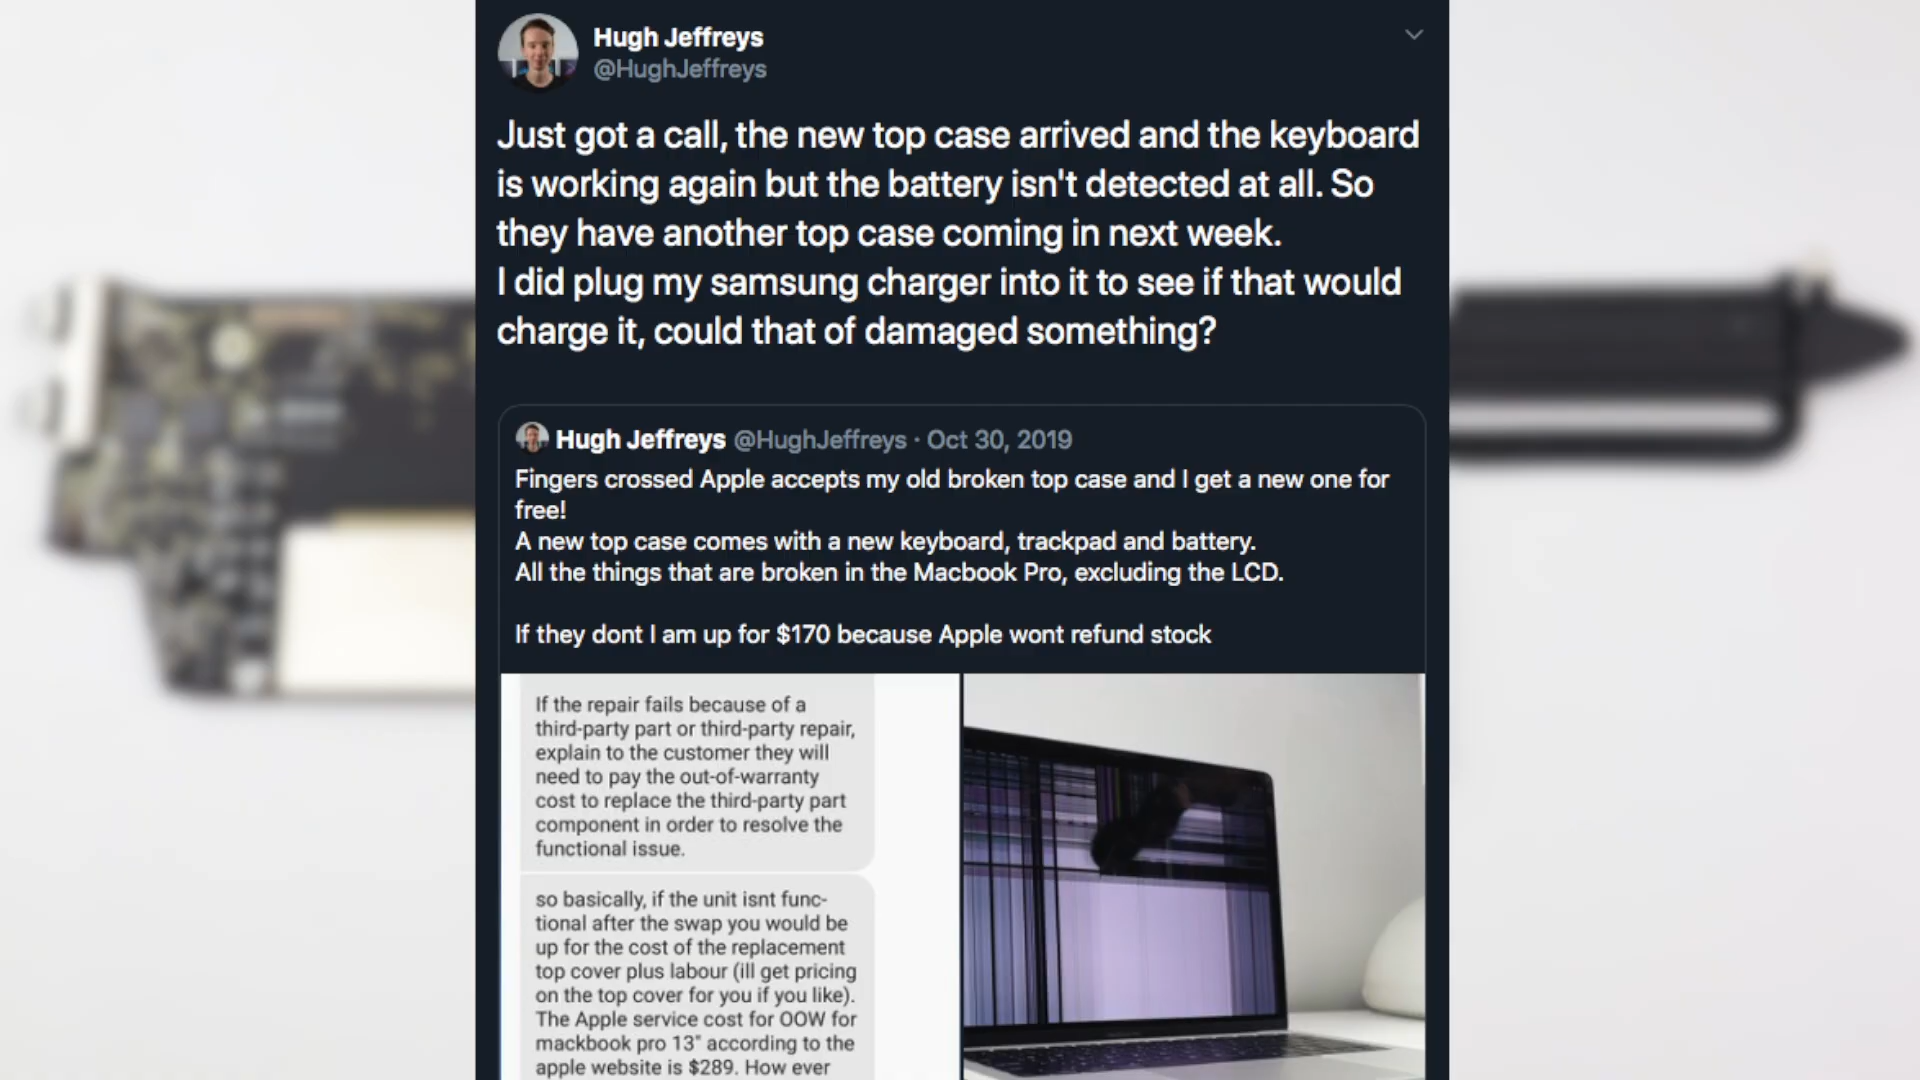 Hugh Jeffreys
@HughJeffreys
Just got a call, the new top case arrived and the keyboard
is working again but the battery isn't detected at all. So
they have another top case coming in next week.
I did plug my samsung charger into it to see if that would
charge it, could that of damaged something?
Hugh Jeffreys @HughJeffreys · Oct 30, 2019
Fingers crossed Apple accepts my old broken top case and I get a new one for
free!
A new top case comes with a new keyboard, trackpad and battery.
All the things that are broken in the Macbook Pro, excluding the LCD.
If they dont I am up for $170 because Apple wont refund stock
If the repair fails because of a
third-party part or third-party repair,
explain to the customer they will
need to pay the out-of-warranty
cost to replace the third-party part
component in order to resolve the
functional issue.
so basically, if the unit isnt func-
tional after the swap you would be
up for the cost of the replacement
top cover plus labour (ill get pricing
on the top cover for you if you like).
The Apple service cost for OOW for
mackbook pro 13" according to the
apple website is $289. How ever